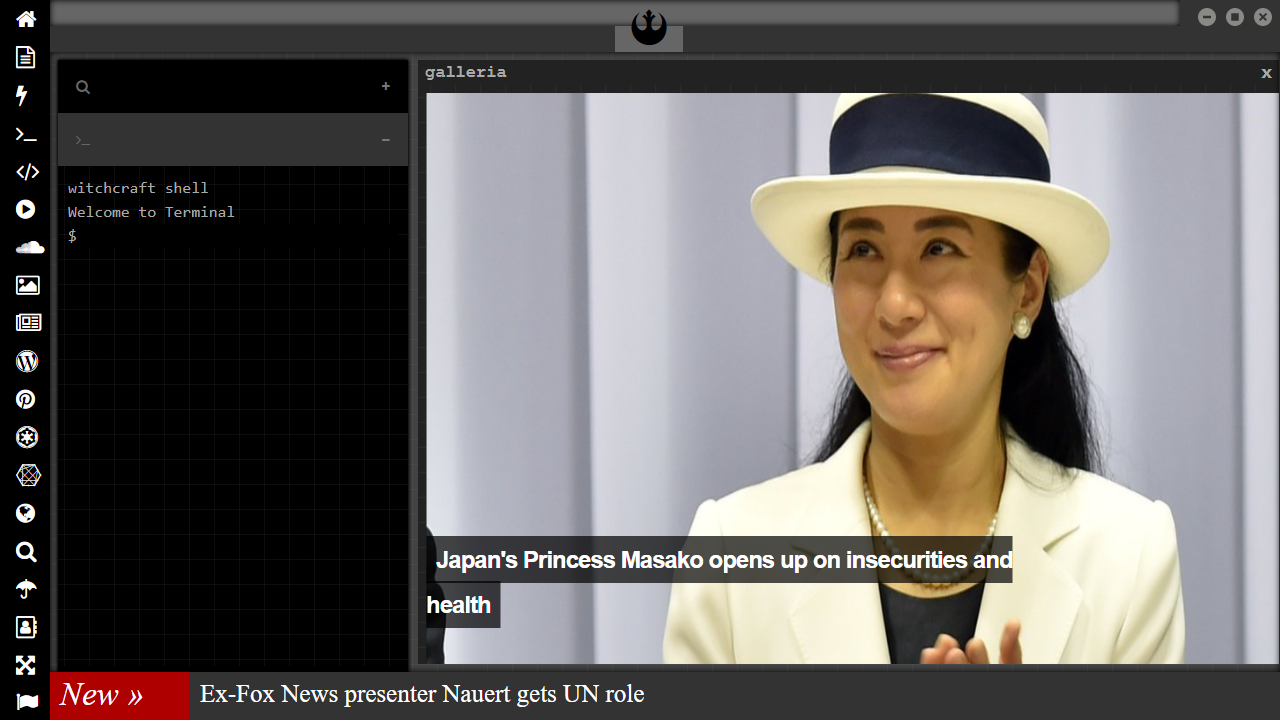 galleria
x
+
>_
−
witchcraft shell
Welcome to Terminal
$
Japan's Princess Masako opens up on insecurities and
health
New »
Ex-Fox News presenter Nauert gets UN role